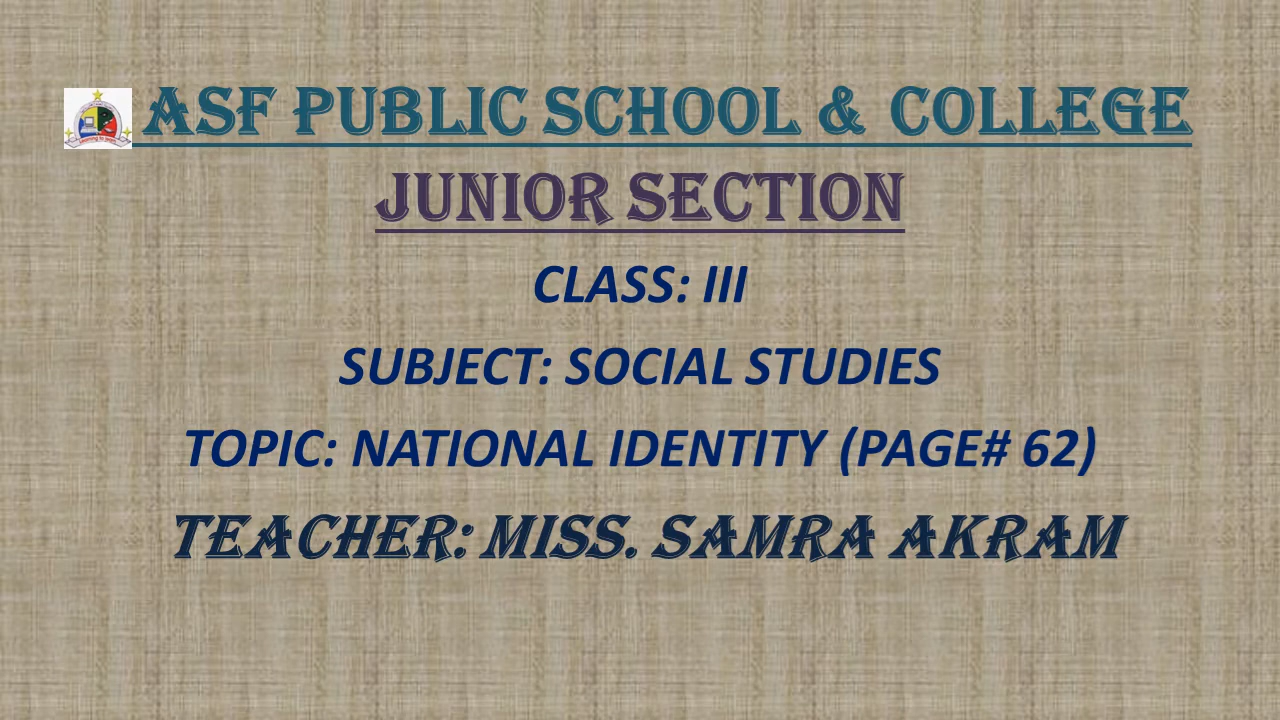 ASF PUBLIC SCHOOL & COLLEGE
JUNIOR SECTION
CLASS: III
SUBJECT: SOCIAL STUDIES
TOPIC: NATIONAL IDENTITY (PAGE# 62)
TEACHER: MISS. SAMRA AKRAM